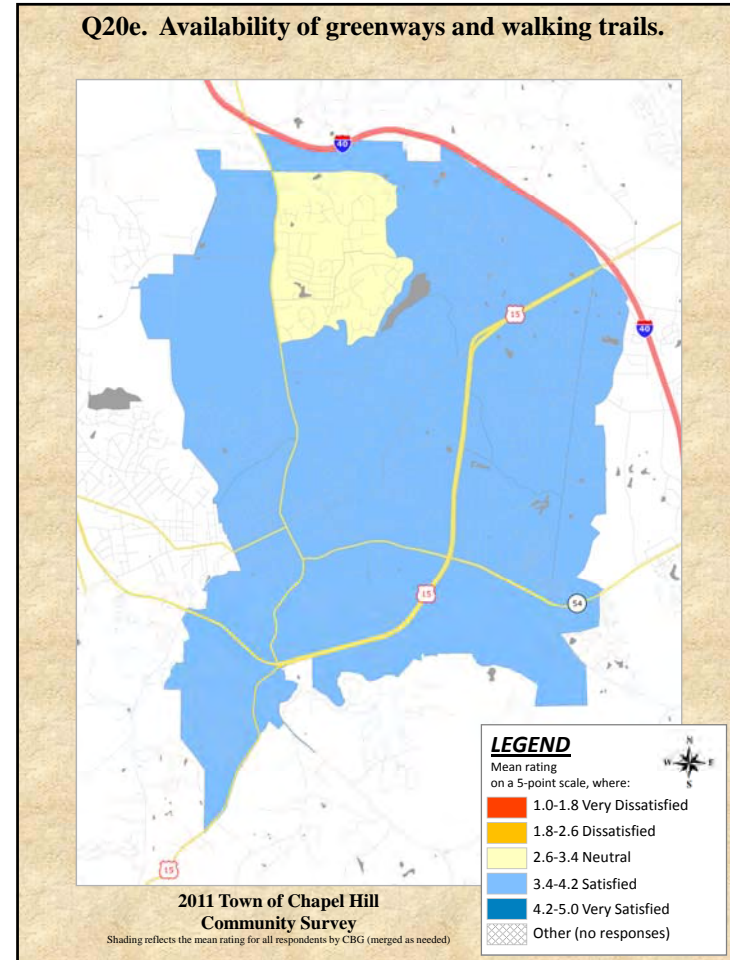 Q20e.  Availability of greenways and walking trails.
40
15
40
15
54
15
LEGEND
Mean rating
on a 5-point scale, where:
N
W E
S
1.0-1.8 Very Dissatisfied
1.8-2.6 Dissatisfied
2.6-3.4 Neutral
3.4-4.2 Satisfied
4.2-5.0 Very Satisfied
Other (no responses)
2011 Town of Chapel Hill
Community Survey
Shading reflects the mean rating for all respondents by CBG (merged as needed)